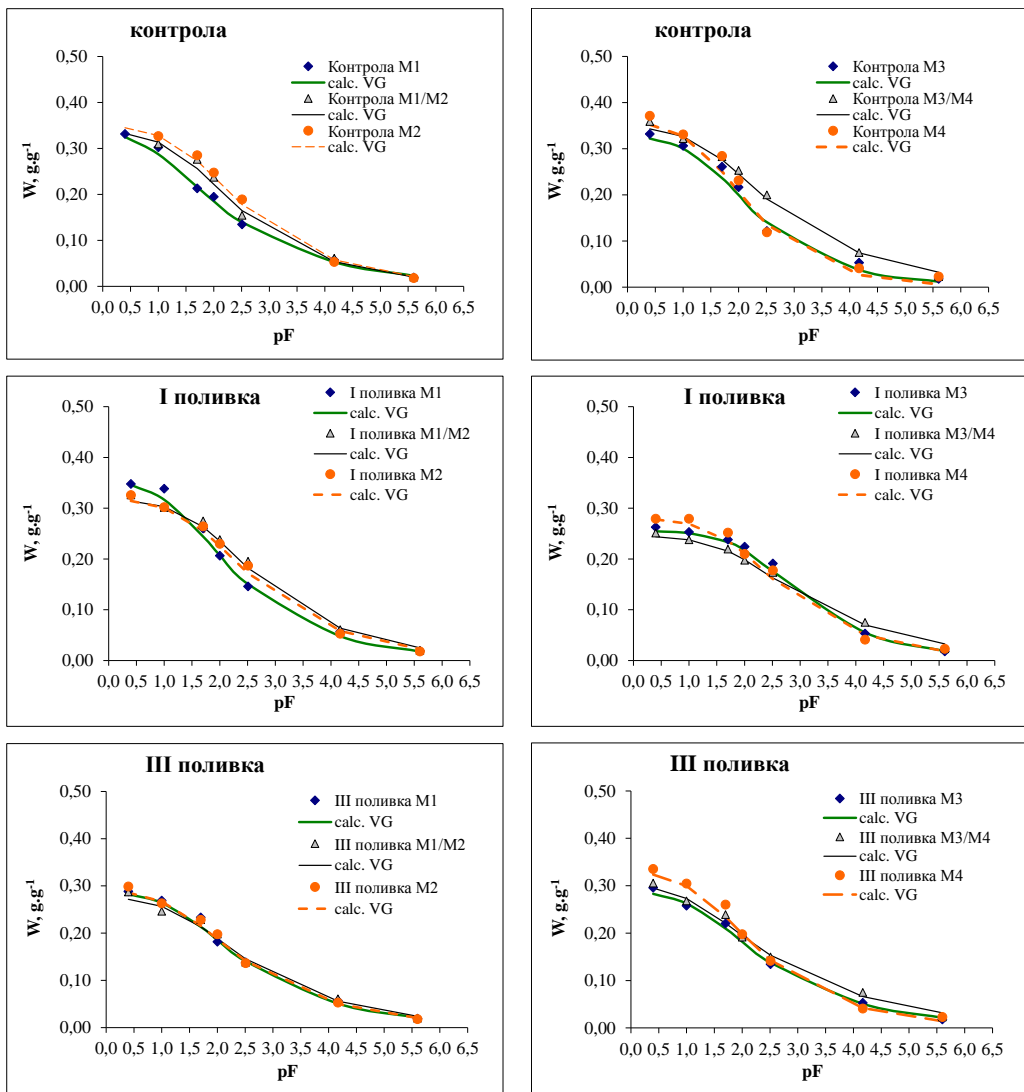 контрола
0,50
0,40
0,30
0,20
0,10
0,00
W, g.g-1
0,0 0,5 1,0 1,5 2,0 2,5 3,0 3,5 4,0 4,5 5,0 5,5 6,0 6,5
pF
Контрола M1
calc. VG
Контрола M1/M2
calc. VG
Контрола M2
calc. VG
контрола
0,50
0,40
0,30
0,20
0,10
0,00
W, g.g-1
0,0 0,5 1,0 1,5 2,0 2,5 3,0 3,5 4,0 4,5 5,0 5,5 6,0 6,5
pF
Контрола M3
calc. VG
Контрола M3/M4
calc. VG
Контрола M4
calc. VG
I поливка
0,50
0,40
0,30
0,20
0,10
0,00
W, g.g-1
0,0 0,5 1,0 1,5 2,0 2,5 3,0 3,5 4,0 4,5 5,0 5,5 6,0 6,5
pF
I поливка M1
calc. VG
I поливка M1/M2
calc. VG
I поливка M2
calc. VG
I поливка
0,50
0,40
0,30
0,20
0,10
0,00
W, g.g-1
0,0 0,5 1,0 1,5 2,0 2,5 3,0 3,5 4,0 4,5 5,0 5,5 6,0 6,5
pF
I поливка M3
calc. VG
I поливка M3/M4
calc. VG
I поливка M4
calc. VG
III поливка
0,50
0,40
0,30
0,20
0,10
0,00
W, g.g-1
0,0 0,5 1,0 1,5 2,0 2,5 3,0 3,5 4,0 4,5 5,0 5,5 6,0 6,5
pF
III поливка M1
calc. VG
III поливка M1/M2
calc. VG
III поливка M2
calc. VG
III поливка
0,50
0,40
0,30
0,20
0,10
0,00
W, g.g-1
0,0 0,5 1,0 1,5 2,0 2,5 3,0 3,5 4,0 4,5 5,0 5,5 6,0 6,5
pF
III поливка M3
calc. VG
III поливка M3/M4
calc. VG
III поливка M4
calc. VG